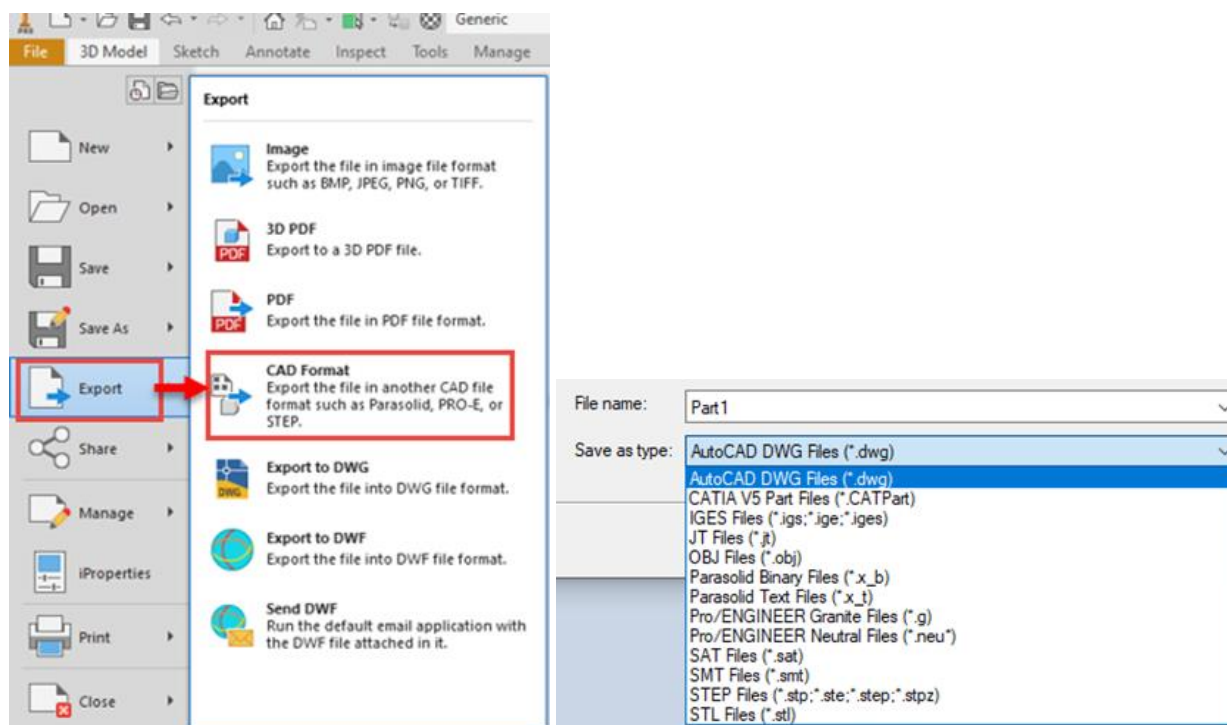 PRO
Generic
File 3D Model Sketch Annotate Inspect Tools Manage
New
Open
Save
Save As
Export
Share
Manage
iProperties
Print
Close
Export
Image
Export the file in image file format
such as BMP, JPEG, PNG, or TIFF.
3D PDF
PDF
Export to a 3D PDF file.
PDF
PDF
Export the file in PDF file format.
CAD Format
Export the file in another CAD file
format such as Parasolid, PRO-E, or
STEP.
Export to DWG
DWG
Export the file into DWG file format.
Export to DWF
Export the file into DWF file format.
Send DWF
Run the default email application with
the DWF file attached in it.
File name: Part1
Save as type: AutoCAD DWG Files (*.dwg)
AutoCAD DWG Files (*.dwg)
CATIA V5 Part Files (*.CATPart)
IGES Files (*.igs;*.ige;*.iges)
JT Files (*.jt)
OBJ Files (*.obj)
Parasolid Binary Files (*.x_b)
Parasolid Text Files (*.x_t)
Pro/ENGINEER Granite Files (*.g)
Pro/ENGINEER Neutral Files (*.neu*)
SAT Files (*.sat)
SMT Files (*.smt)
STEP Files (*.stp;*.ste;*.step;*.stpz)
STL Files (*.stl)